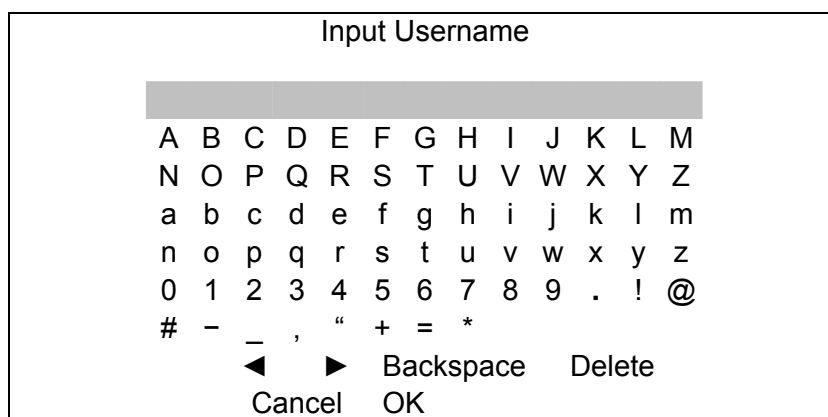 Input Username
A B C D E F G H I J K L M
N O P Q R S T U V W X Y Z
a b c d e f g h i j k l m
n o p q r s t u v w x y z
0 1 2 3 4 5 6 7 8 9 . ! @
# − _ , “ + = *
◄ ► Backspace Delete
Cancel OK